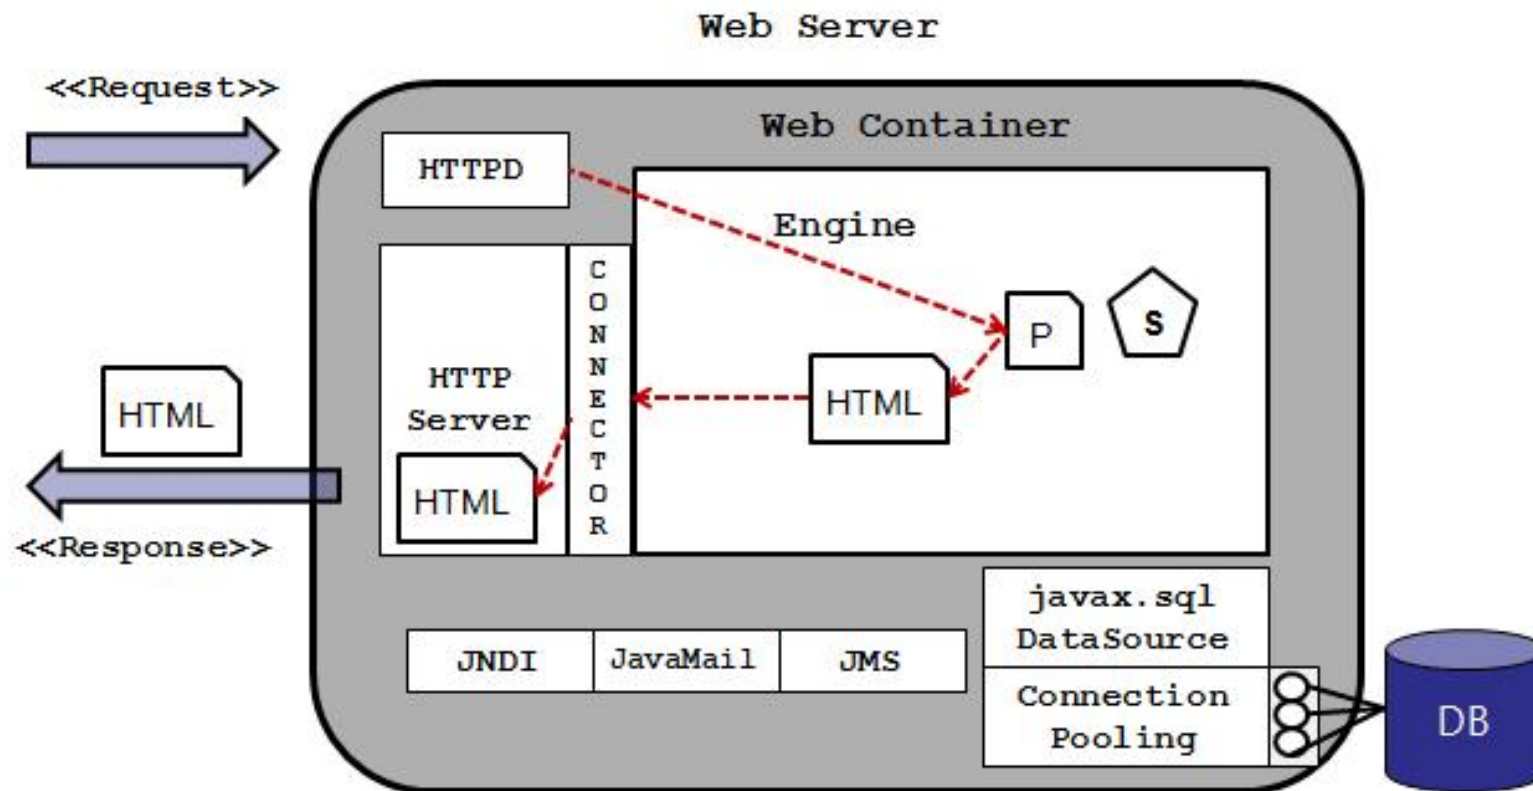 Web Server
<<Request>>
Web Container
HTTPD
Engine
CONNECTOR
P
S
HTTP
Server
HTML
HTML
HTML
<<Response>>
javax.sql
DataSource
JNDI
JavaMail
JMS
Connection
Pooling
DB